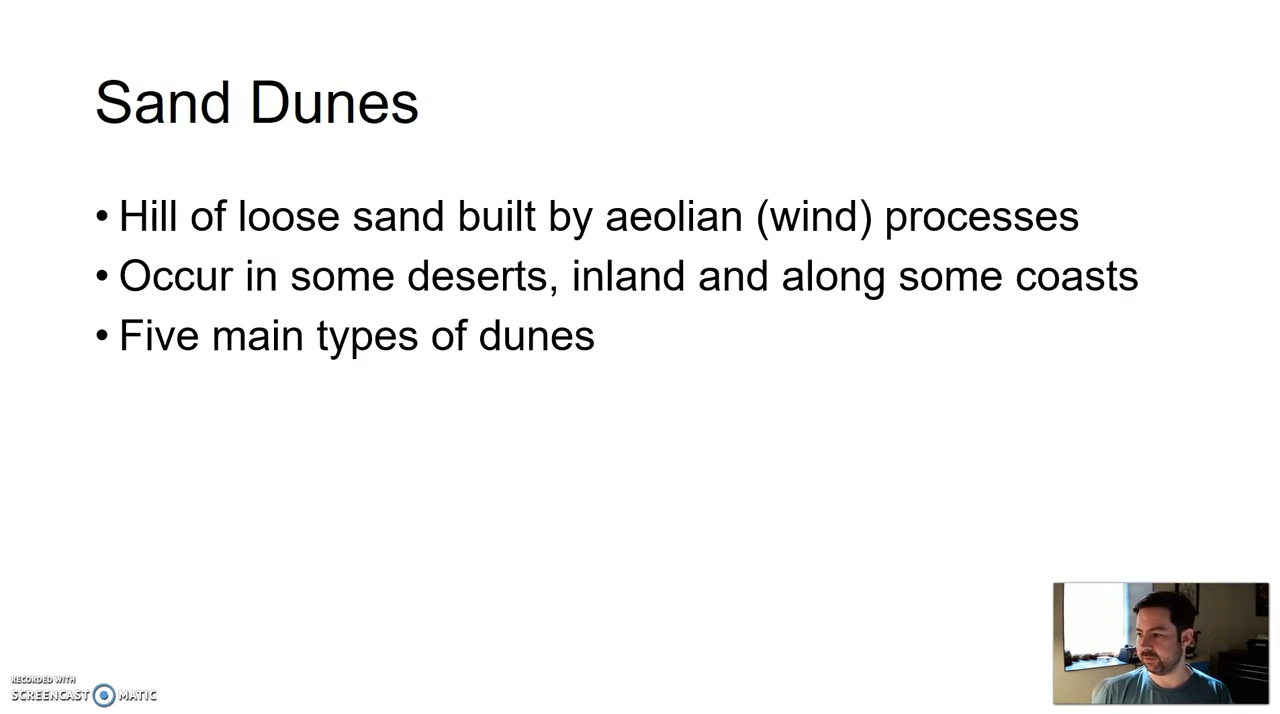 Sand Dunes
• Hill of loose sand built by aeolian (wind) processes
• Occur in some deserts, inland and along some coasts
• Five main types of dunes
RECORDED WITH
SCREENCAST MATIC